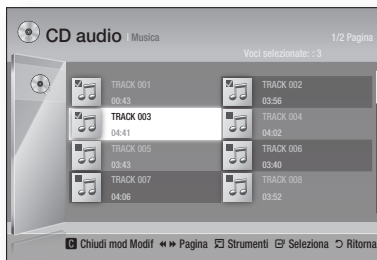 CD audio | Musica 1/2 Pagina
Voci selezionate: : 3
TRACK 001 TRACK 002
00:43 03:56
TRACK 003 TRACK 004
04:41 04:02
TRACK 005 TRACK 006
03:43 03:40
TRACK 007 TRACK 008
04:06 03:52
C Chiudi mod Modif Pagina Strumenti Seleziona Ritorna